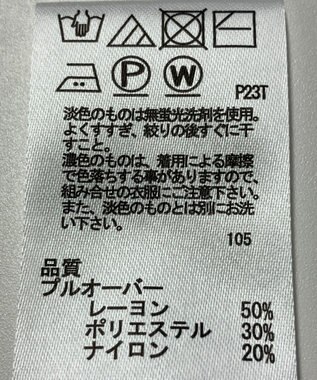 P W P23T
淡色のものは無蛍光洗剤を使用。
よくすすぎ、絞りの後すぐに干
すこと。
濃色のものは、着用による摩擦
で色落ちする事がありますので、
組み合せの衣服にご注意下さい。
また、淡色のものとは別にお洗
い下さい。
105
品質
プルオーバー
レーヨン 50%
ポリエステル 30%
ナイロン 20%